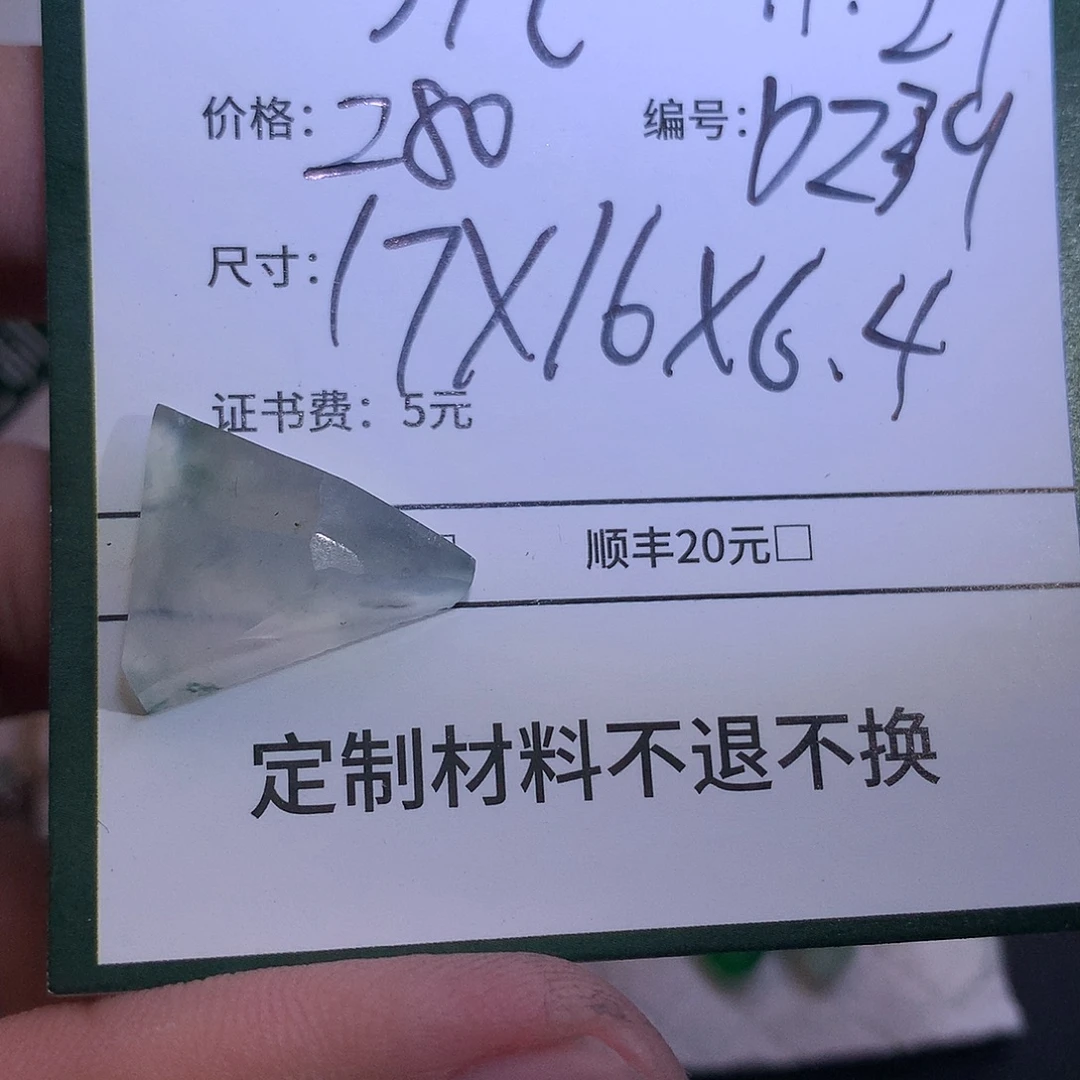 价格：280 编号：DZ39
尺寸：17X16X6.4
证书费：5元
顺丰20元□
定制材料不退不换